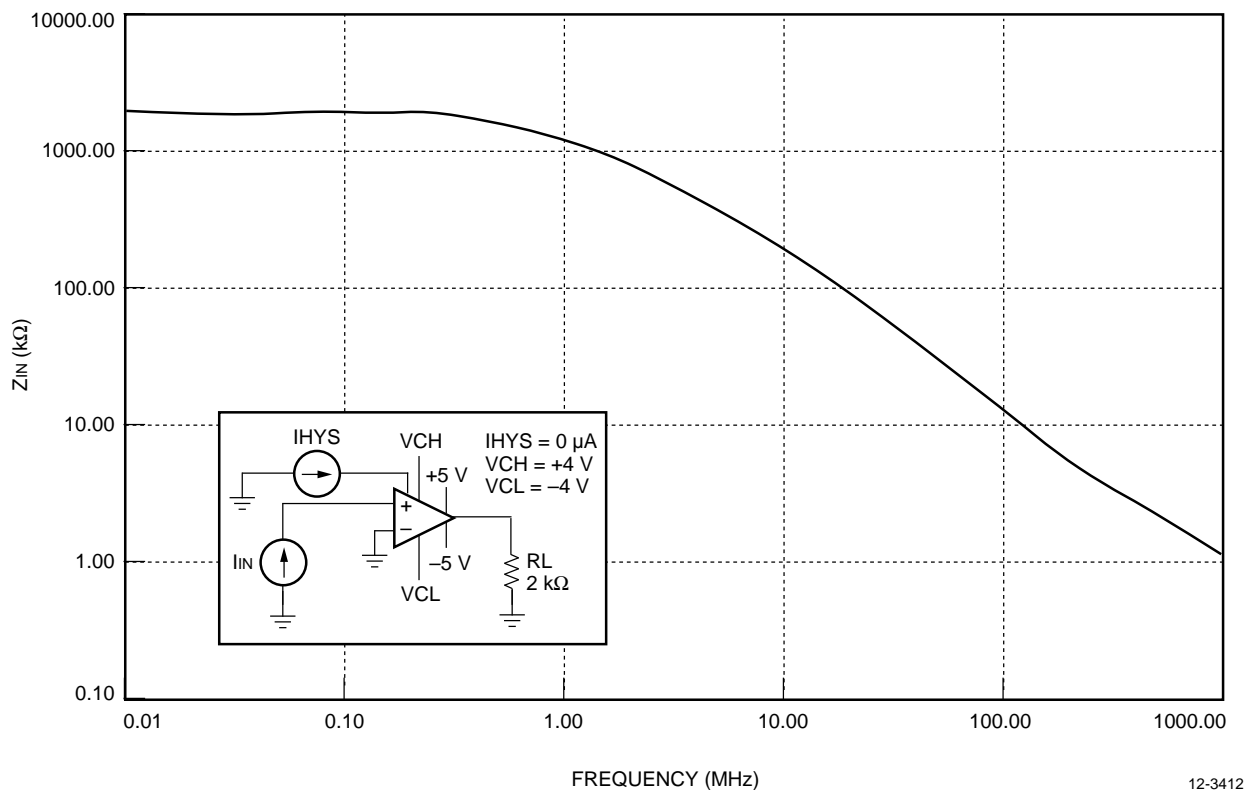 10000.00
1000.00
100.00
10.00
1.00
0.10
ZIN (kΩ)
IHYS
VCH
+5 V
IHYS = 0 µA
VCH = +4 V
VCL = –4 V
+
–
IIN
–5 V
VCL
RL
2 kΩ
0.01 0.10 1.00 10.00 100.00 1000.00
FREQUENCY (MHz)
12-3412